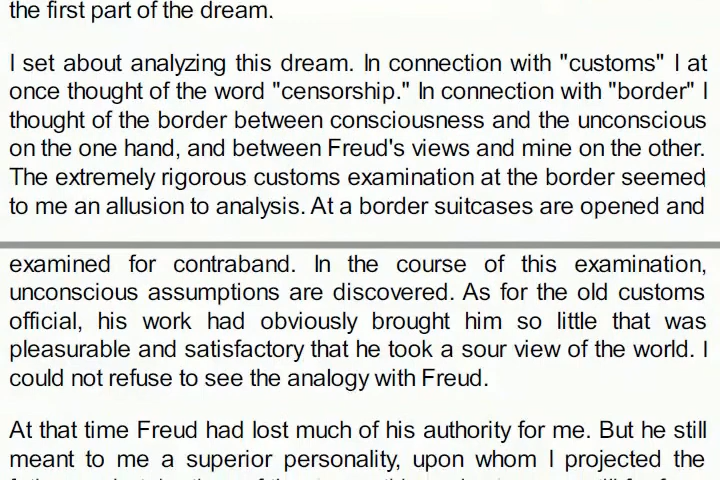 the first part of the dream.
I set about analyzing this dream. In connection with "customs" I at
once thought of the word "censorship." In connection with "border" I
thought of the border between consciousness and the unconscious
on the one hand, and between Freud's views and mine on the other.
The extremely rigorous customs examination at the border seemed
to me an allusion to analysis. At a border suitcases are opened and
examined for contraband. In the course of this examination,
unconscious assumptions are discovered. As for the old customs
official, his work had obviously brought him so little that was
pleasurable and satisfactory that he took a sour view of the world. I
could not refuse to see the analogy with Freud.
At that time Freud had lost much of his authority for me. But he still
meant to me a superior personality, upon whom I projected the